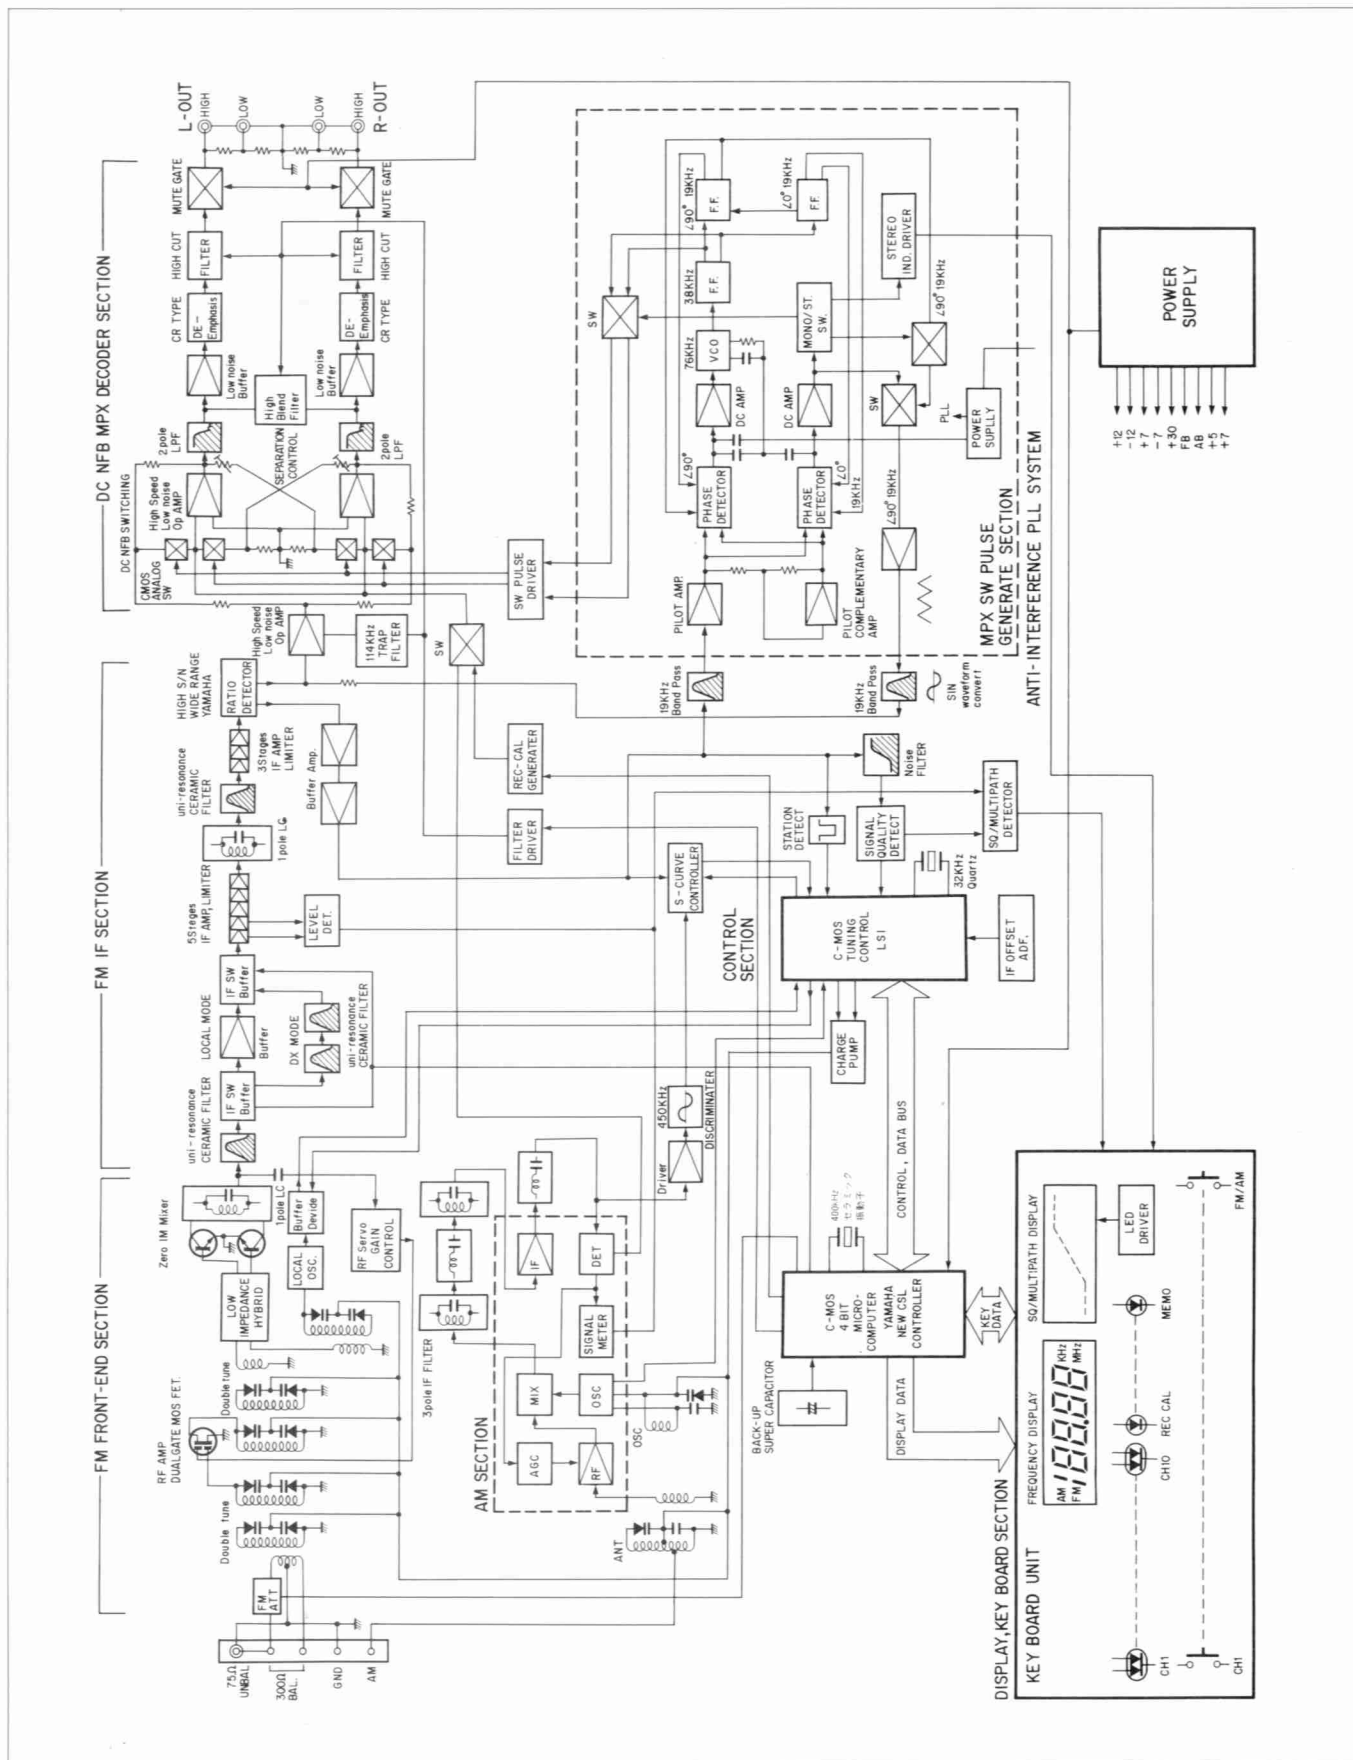 FM FRONT-END SECTION
FM IF SECTION
DC NFB MPX DECODER SECTION
RF AMP
DUALGATE MOS FET.
Double tune
Double tune
Zero IM Mixer
LOW
IMPEDANCE
HYBRID
1pole LC
LOCAL
OSC.
Buffer
Devide
RF Servo
GAIN
CONTROL
75Ω
UNBAL
300Ω
BAL.
GND
AM
FM
ATT
uni-resonance
CERAMIC FILTER
IF SW
Buffer
LOCAL MODE
Buffer
IF SW
Buffer
DX MODE
uni-resonance
CERAMIC FILTER
5Steges
IF AMP, LIMITER
LEVEL
DET.
1pole LC
uni-resonance
CERAMIC
FILTER
3Stages
IF AMP
LIMITER
HIGH S/N
WIDE RANGE
YAMAHA
RATIO
DETECTOR
Buffer Amp.
DC NFB SWITCHING
CMOS
ANALOG
SW
High Speed
Low noise
Op AMP
High Speed
Low noise
Op AMP
114KHz
TRAP
FILTER
SEPARATION
CONTROL
2pole
LPF
2pole
LPF
High
Blend
Filter
Low noise
Buffer
Low noise
Buffer
CR TYPE
DE-
Emphasis
DE-
Emphasis
CR TYPE
HIGH CUT
FILTER
FILTER
HIGH CUT
MUTE GATE
MUTE GATE
L-OUT
HIGH
LOW
LOW
HIGH
R-OUT
SW
SW PULSE
DRIVER
REC-CAL
GENERATER
FILTER
DRIVER
AM SECTION
3pole IF FILTER
AGC
RF
MIX
OSC
IF
DET
SIGNAL
METER
OSC
ANT
Driver
450KHz
DISCRIMINATER
S-CURVE
CONTROLLER
CONTROL
SECTION
STATION
DETECT
SIGNAL
QUALITY
DETECT
Noise
FILTER
SQ/MULTIPATH
DETECTOR
32KHz
Quartz
C-MOS
TUNING
CONTROL
LSI
IF OFFSET
ADF.
CHARGE
PUMP
CONTROL, DATA BUS
400kHz
セラミック
振動子
C-MOS
4 BIT
MICRO-
COMPUTER
YAMAHA
NEW CSL
CONTROLLER
BACK-UP
SUPER CAPACITOR
DISPLAY DATA
KEY
DATA
19KHz
Band Pass
19KHz
Band Pass
SIN
waveform
convert
PILOT AMP.
PILOT
COMPLEMENTARY
AMP
PHASE
DETECTOR
∠90°
PHASE
DETECTOR
∠0°
19KHz
DC AMP
DC AMP
76KHz
VCO
38KHz
F.F.
∠90° 19KHz
F.F.
∠0° 19KHz
F.F.
SW
MONO/ST.
SW.
STEREO
IND. DRIVER
SW
∠90° 19KHz
∠90° 19KHz
PLL
POWER
SUPLLY
MPX SW PULSE
GENERATE SECTION
ANTI-INTERFERENCE PLL SYSTEM
POWER
SUPPLY
+12
-12
+7
-7
+30
FB
AB
+5
+7
DISPLAY, KEY BOARD SECTION
KEY BOARD UNIT
FREQUENCY DISPLAY
AM
FM
188.88
KHz
MHz
SQ/MULTIPATH DISPLAY
LED
DRIVER
CH1
CH10
REC CAL
MEMO
CH1
FM/AM